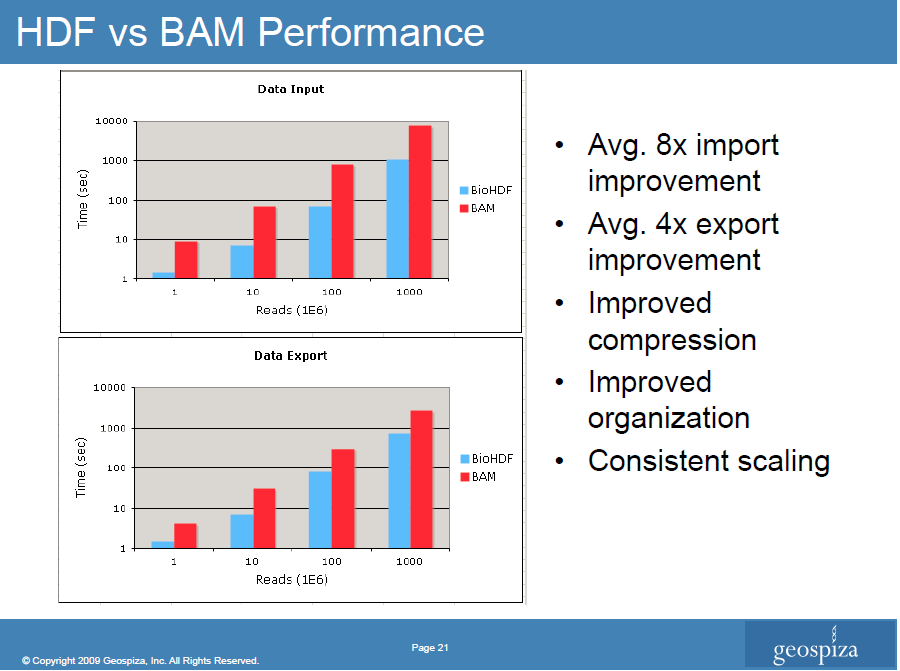 HDF vs BAM Performance
Data Input
10000
1000
100
10
1
Time (sec)
1 10 100 1000
Reads (1E6)
BioHDF
BAM
Data Export
10000
1000
100
10
1
Time (sec)
1 10 100 1000
Reads (1E6)
BioHDF
BAM
• Avg. 8x import
improvement
• Avg. 4x export
improvement
• Improved
compression
• Improved
organization
• Consistent scaling
© Copyright 2009 Geospiza, Inc. All Rights Reserved.
Page 21
geospiza